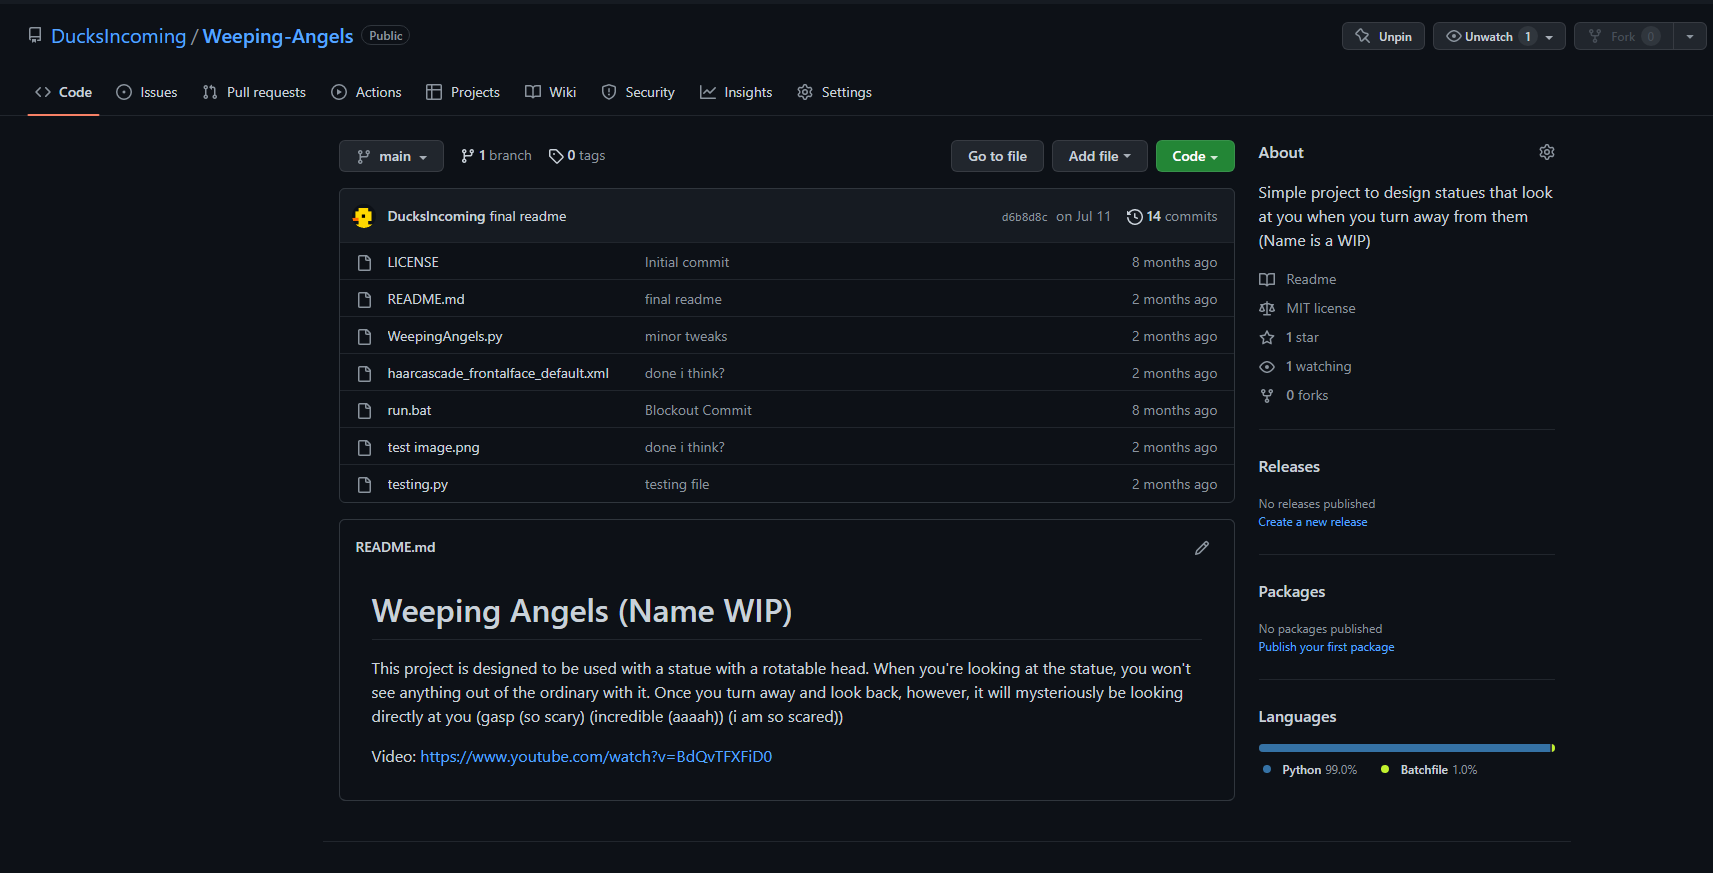 DucksIncoming / Weeping-Angels Public
Unpin Unwatch 1 Fork 0
Code Issues Pull requests Actions Projects Wiki Security Insights Settings
main 1 branch 0 tags Go to file Add file Code
DucksIncoming final readme d6b8d8c on Jul 11 14 commits
LICENSE Initial commit 8 months ago
README.md final readme 2 months ago
WeepingAngels.py minor tweaks 2 months ago
haarcascade_frontalface_default.xml done i think? 2 months ago
run.bat Blockout Commit 8 months ago
test image.png done i think? 2 months ago
testing.py testing file 2 months ago
README.md
Weeping Angels (Name WIP)
This project is designed to be used with a statue with a rotatable head. When you're looking at the statue, you won't
see anything out of the ordinary with it. Once you turn away and look back, however, it will mysteriously be looking
directly at you (gasp (so scary) (incredible (aaaah)) (i am so scared))
Video: https://www.youtube.com/watch?v=BdQvTFXFiD0
About
Simple project to design statues that look
at you when you turn away from them
(Name is a WIP)
Readme
MIT license
1 star
1 watching
0 forks
Releases
No releases published
Create a new release
Packages
No packages published
Publish your first package
Languages
Python 99.0% Batchfile 1.0%